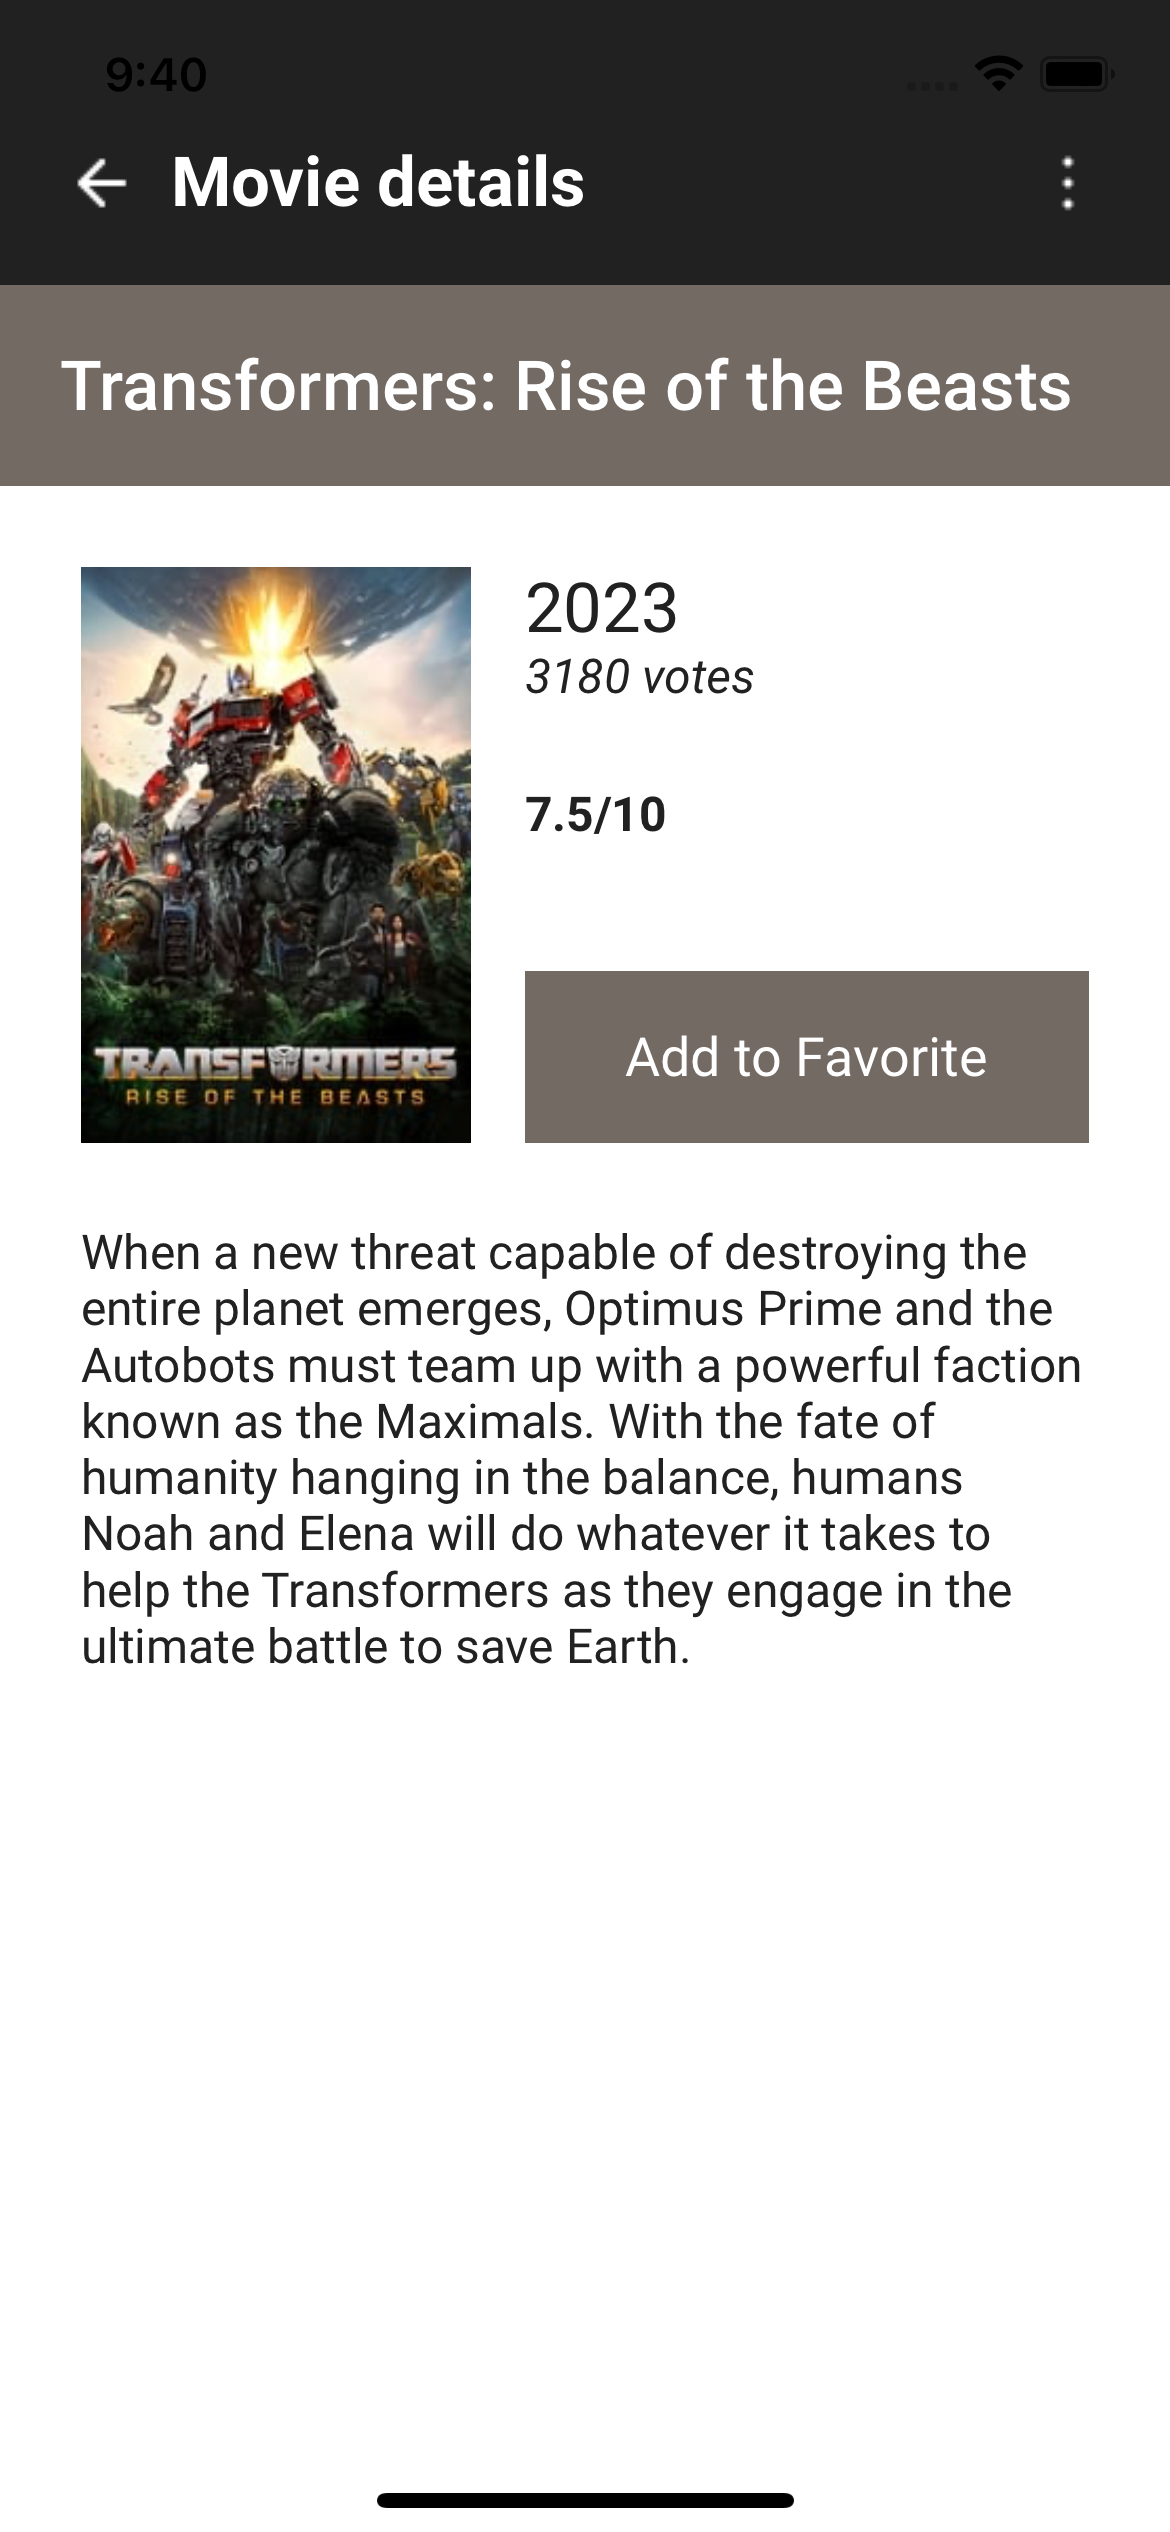 9:40
Movie details
Transformers: Rise of the Beasts
2023
3180 votes
7.5/10
TRANSFORMERS
RISE OF THE BEASTS
Add to Favorite
When a new threat capable of destroying the
entire planet emerges, Optimus Prime and the
Autobots must team up with a powerful faction
known as the Maximals. With the fate of
humanity hanging in the balance, humans
Noah and Elena will do whatever it takes to
help the Transformers as they engage in the
ultimate battle to save Earth.